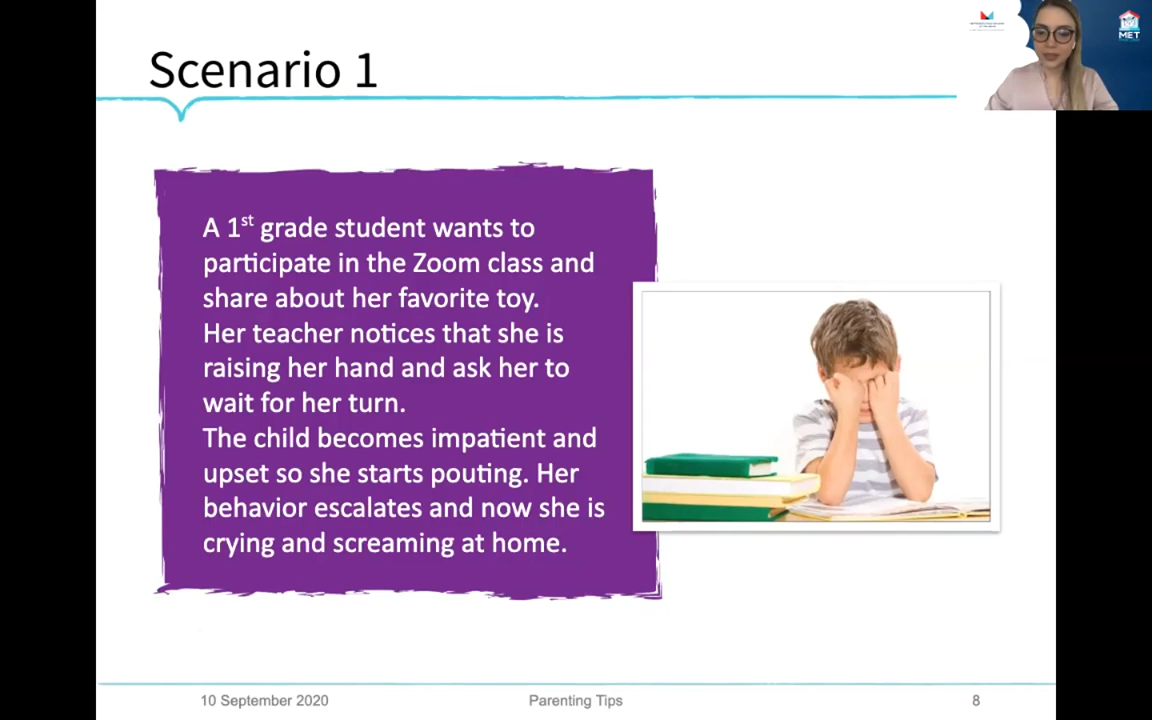 MET
Scenario 1
A 1st grade student wants to
participate in the Zoom class and
share about her favorite toy.
Her teacher notices that she is
raising her hand and ask her to
wait for her turn.
The child becomes impatient and
upset so she starts pouting. Her
behavior escalates and now she is
crying and screaming at home.
10 September 2020
Parenting Tips
8